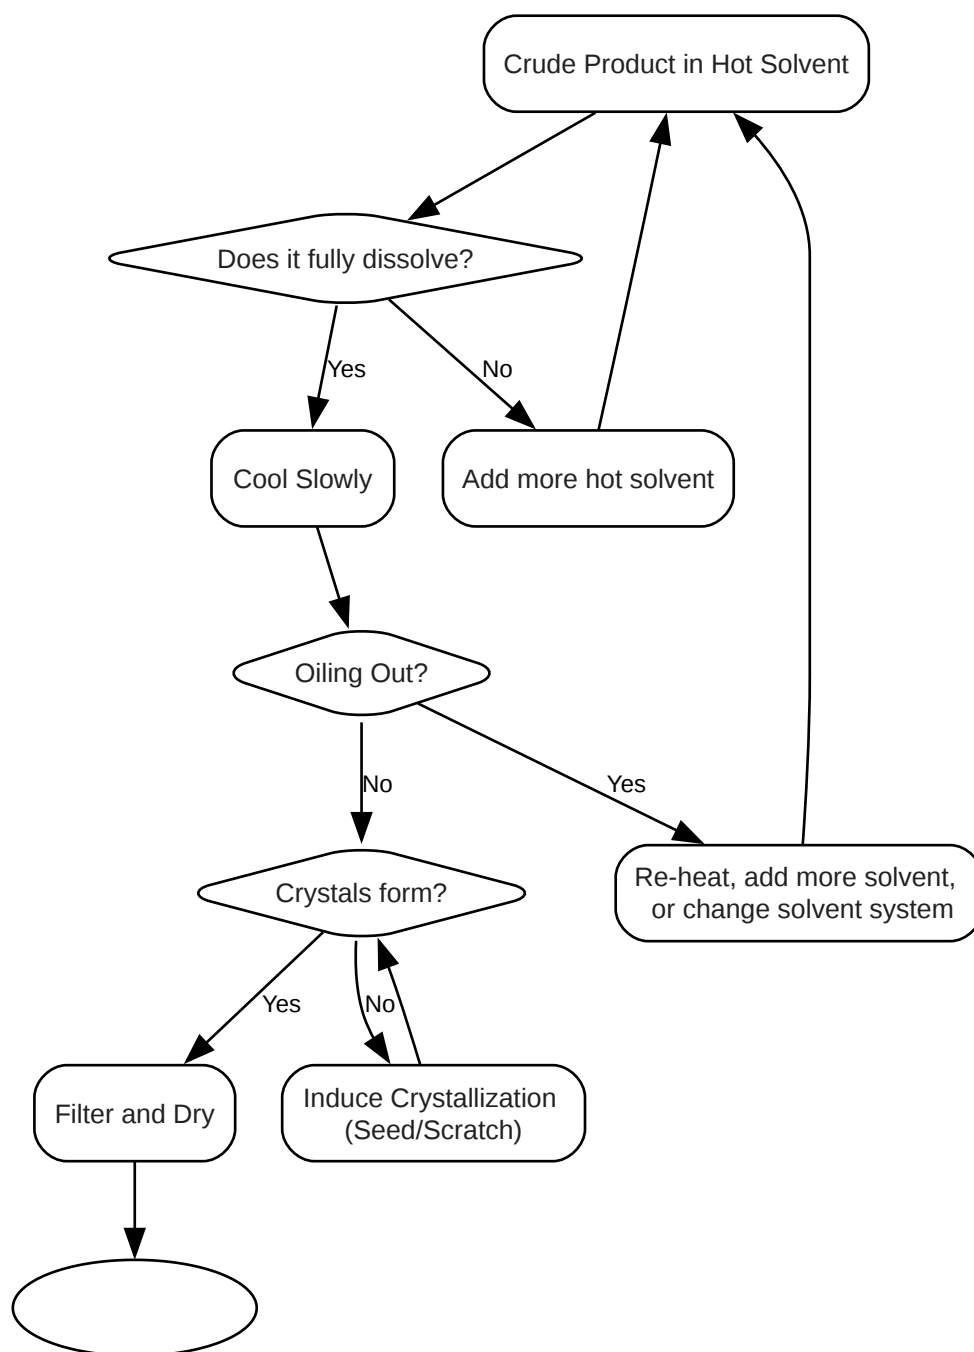 Crude Product in Hot Solvent
Does it fully dissolve?
Yes
No
Cool Slowly
Add more hot solvent
Oiling Out?
No
Yes
Crystals form?
Re-heat, add more solvent,
or change solvent system
Yes
No
Filter and Dry
Induce Crystallization
(Seed/Scratch)